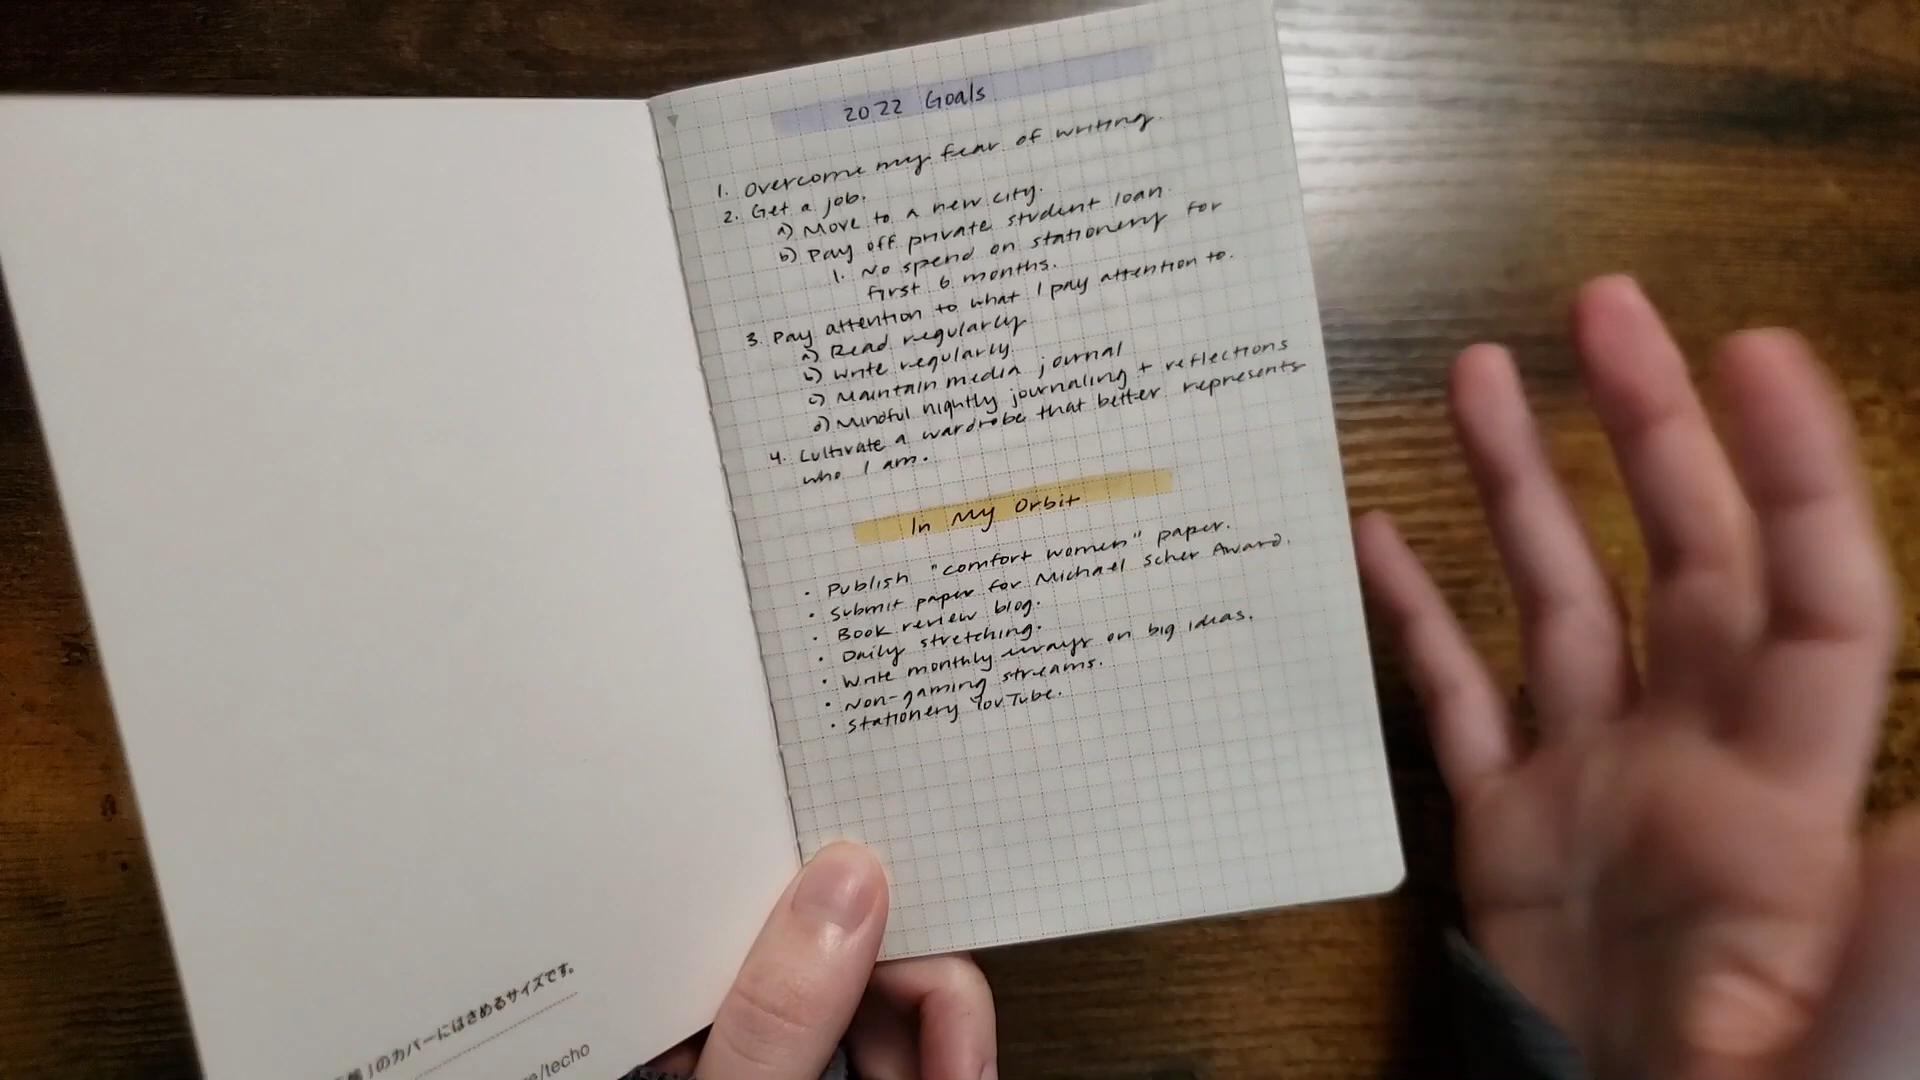 2022 Goals
1. Overcome my fear of writing.
2. Get a job.
a) Move to a new city.
b) Pay off private student loan
1. No spend on stationery for
first 6 months.
3. Pay attention to what I pay attention to.
a) Read regularly
b) Write regularly.
c) Maintain media journal
d) Mindful nightly journaling + reflections
4. Cultivate a wardrobe that better represents
who I am.
In My Orbit
• Publish "comfort women" paper.
• Submit paper for Michael Scher Award.
• Book review blog.
• Daily stretching.
• Write monthly essays on big ideas.
• Non-gaming streams.
• Stationery YouTube.
」のカバーにはさめるサイズです。
/techo